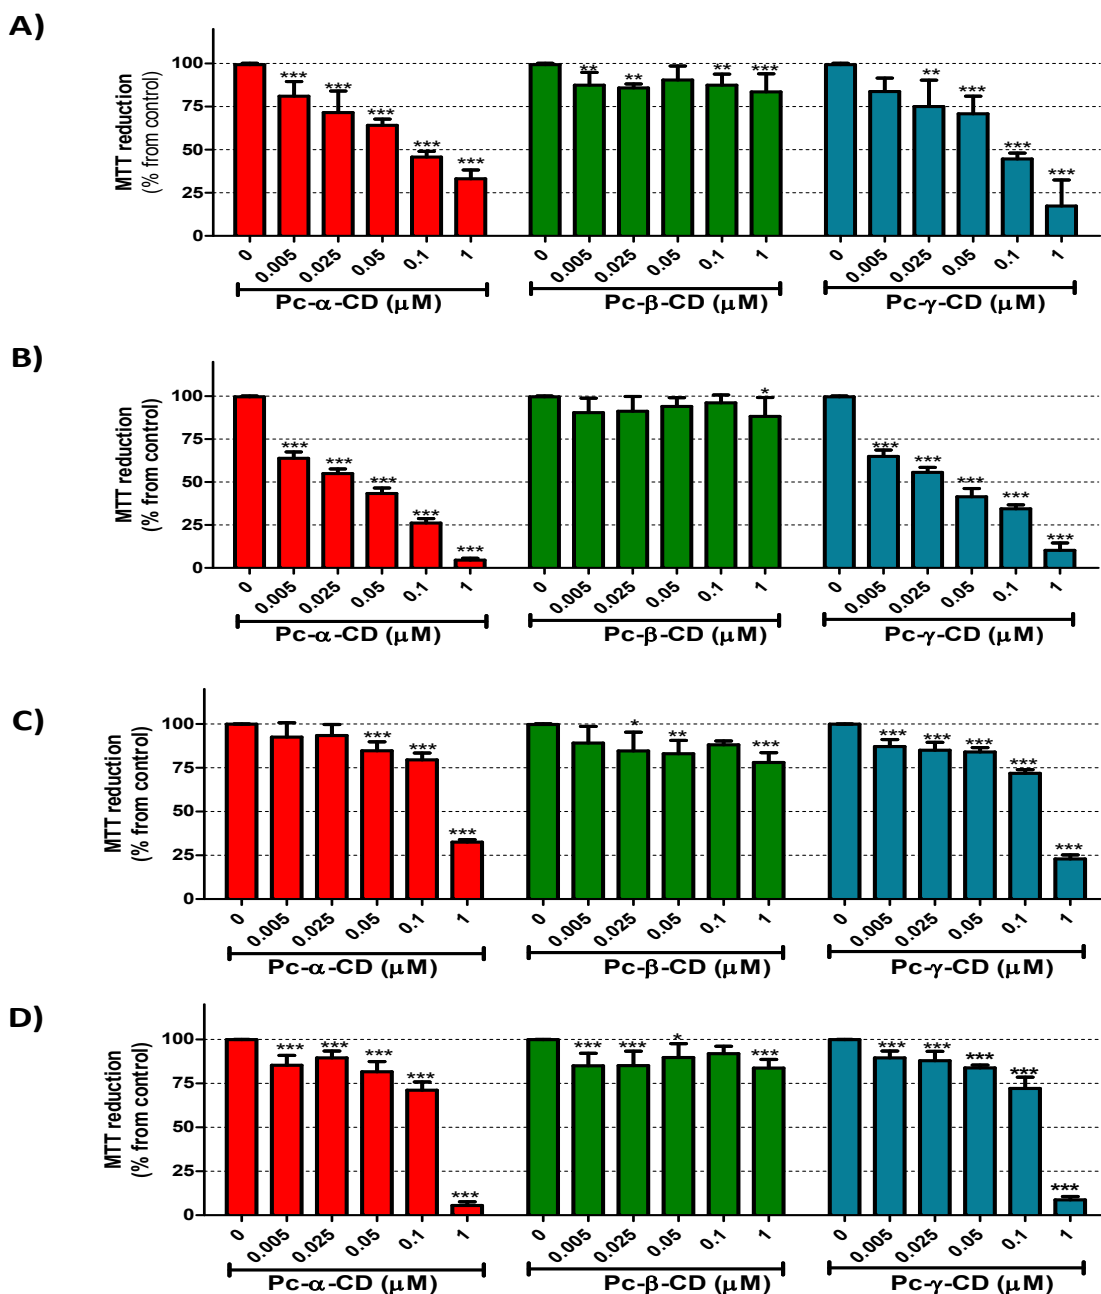 A)
MTT reduction
(% from control)
100
75
50
25
0
*** *** *** *** *** ** ** ** *** ** *** *** ***
0 0.005 0.025 0.05 0.1 1 0 0.005 0.025 0.05 0.1 1 0 0.005 0.025 0.05 0.1 1
Pc-α-CD (μM) Pc-β-CD (μM) Pc-γ-CD (μM)
B)
MTT reduction
(% from control)
100
75
50
25
0
*** *** *** *** *** * *** *** *** *** ***
0 0.005 0.025 0.05 0.1 1 0 0.005 0.025 0.05 0.1 1 0 0.005 0.025 0.05 0.1 1
Pc-α-CD (μM) Pc-β-CD (μM) Pc-γ-CD (μM)
C)
MTT reduction
(% from control)
100
75
50
25
0
*** *** *** * ** *** *** *** *** *** ***
0 0.005 0.025 0.05 0.1 1 0 0.005 0.025 0.05 0.1 1 0 0.005 0.025 0.05 0.1 1
Pc-α-CD (μM) Pc-β-CD (μM) Pc-γ-CD (μM)
D)
MTT reduction
(% from control)
100
75
50
25
0
*** *** *** *** *** *** *** * *** *** *** *** *** ***
0 0.005 0.025 0.05 0.1 1 0 0.005 0.025 0.05 0.1 1 0 0.005 0.025 0.05 0.1 1
Pc-α-CD (μM) Pc-β-CD (μM) Pc-γ-CD (μM)